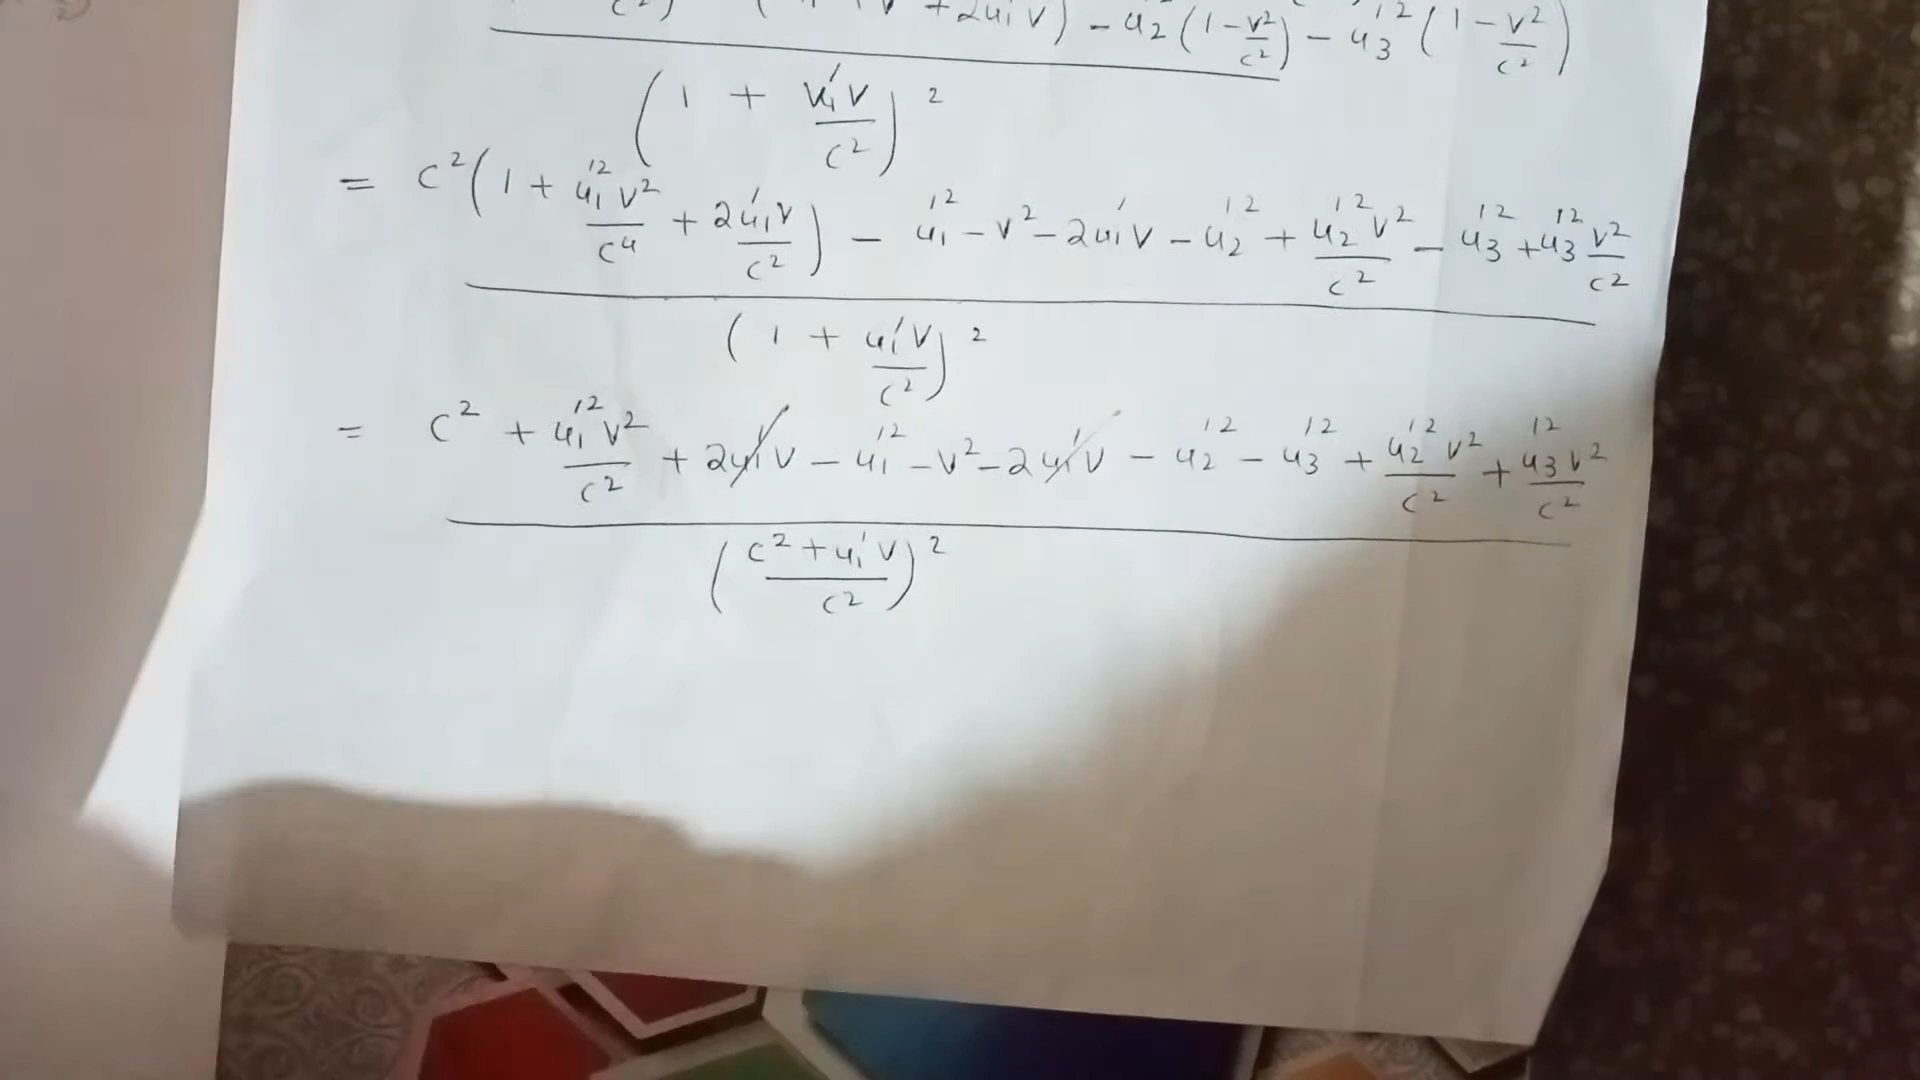 + 2u₁'v) - u₂'²(1 - v²/c²) - u₃'²(1 - v²/c²)
(1 + u₁'v/c²)²
= c²(1 + u₁'²v²/c⁴ + 2u₁'v/c²) - u₁'² - v² - 2u₁'v - u₂'² + u₂'²v²/c² - u₃'² + u₃'²v²/c²
(1 + u₁'v/c²)²
= c² + u₁'²v²/c² + 2u₁'v - u₁'² - v² - 2u₁'v - u₂'² - u₃'² + u₂'²v²/c² + u₃'²v²/c²
((c² + u₁'v)/c²)²